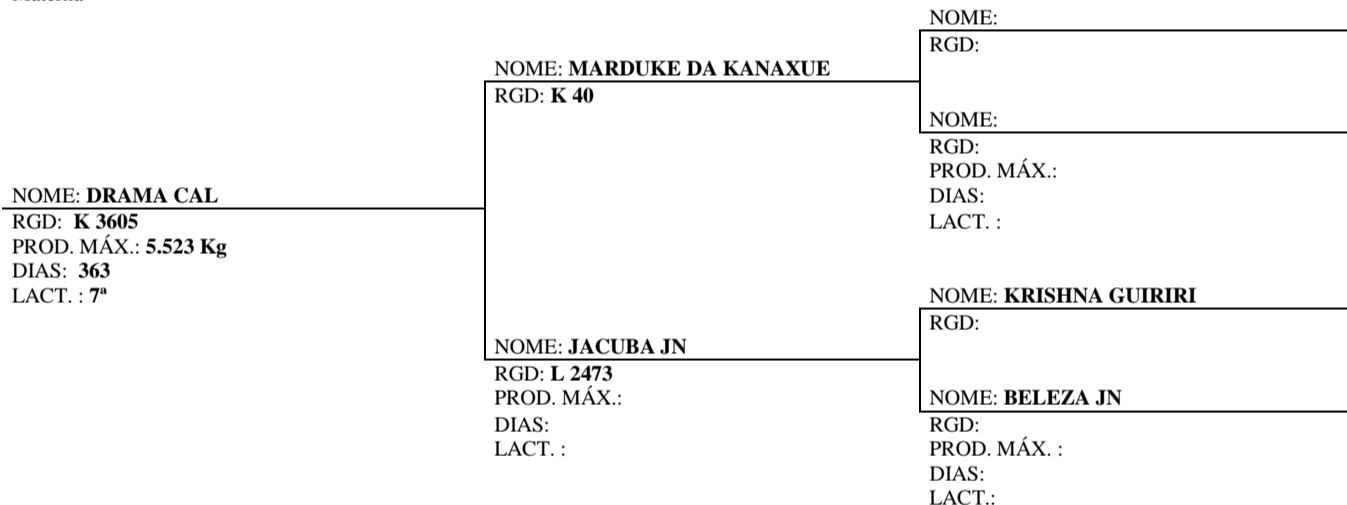 NOME: DRAMA CAL
RGD: K 3605
PROD. MÁX.: 5.523 Kg
DIAS: 363
LACT. : 7ª
NOME: MARDUKE DA KANAXUE
RGD: K 40
NOME: JACUBA JN
RGD: L 2473
PROD. MÁX.:
DIAS:
LACT. :
NOME:
RGD:
NOME:
RGD:
PROD. MÁX.:
DIAS:
LACT. :
NOME: KRISHNA GUIRIRI
RGD:
NOME: BELEZA JN
RGD:
PROD. MÁX. :
DIAS:
LACT.: